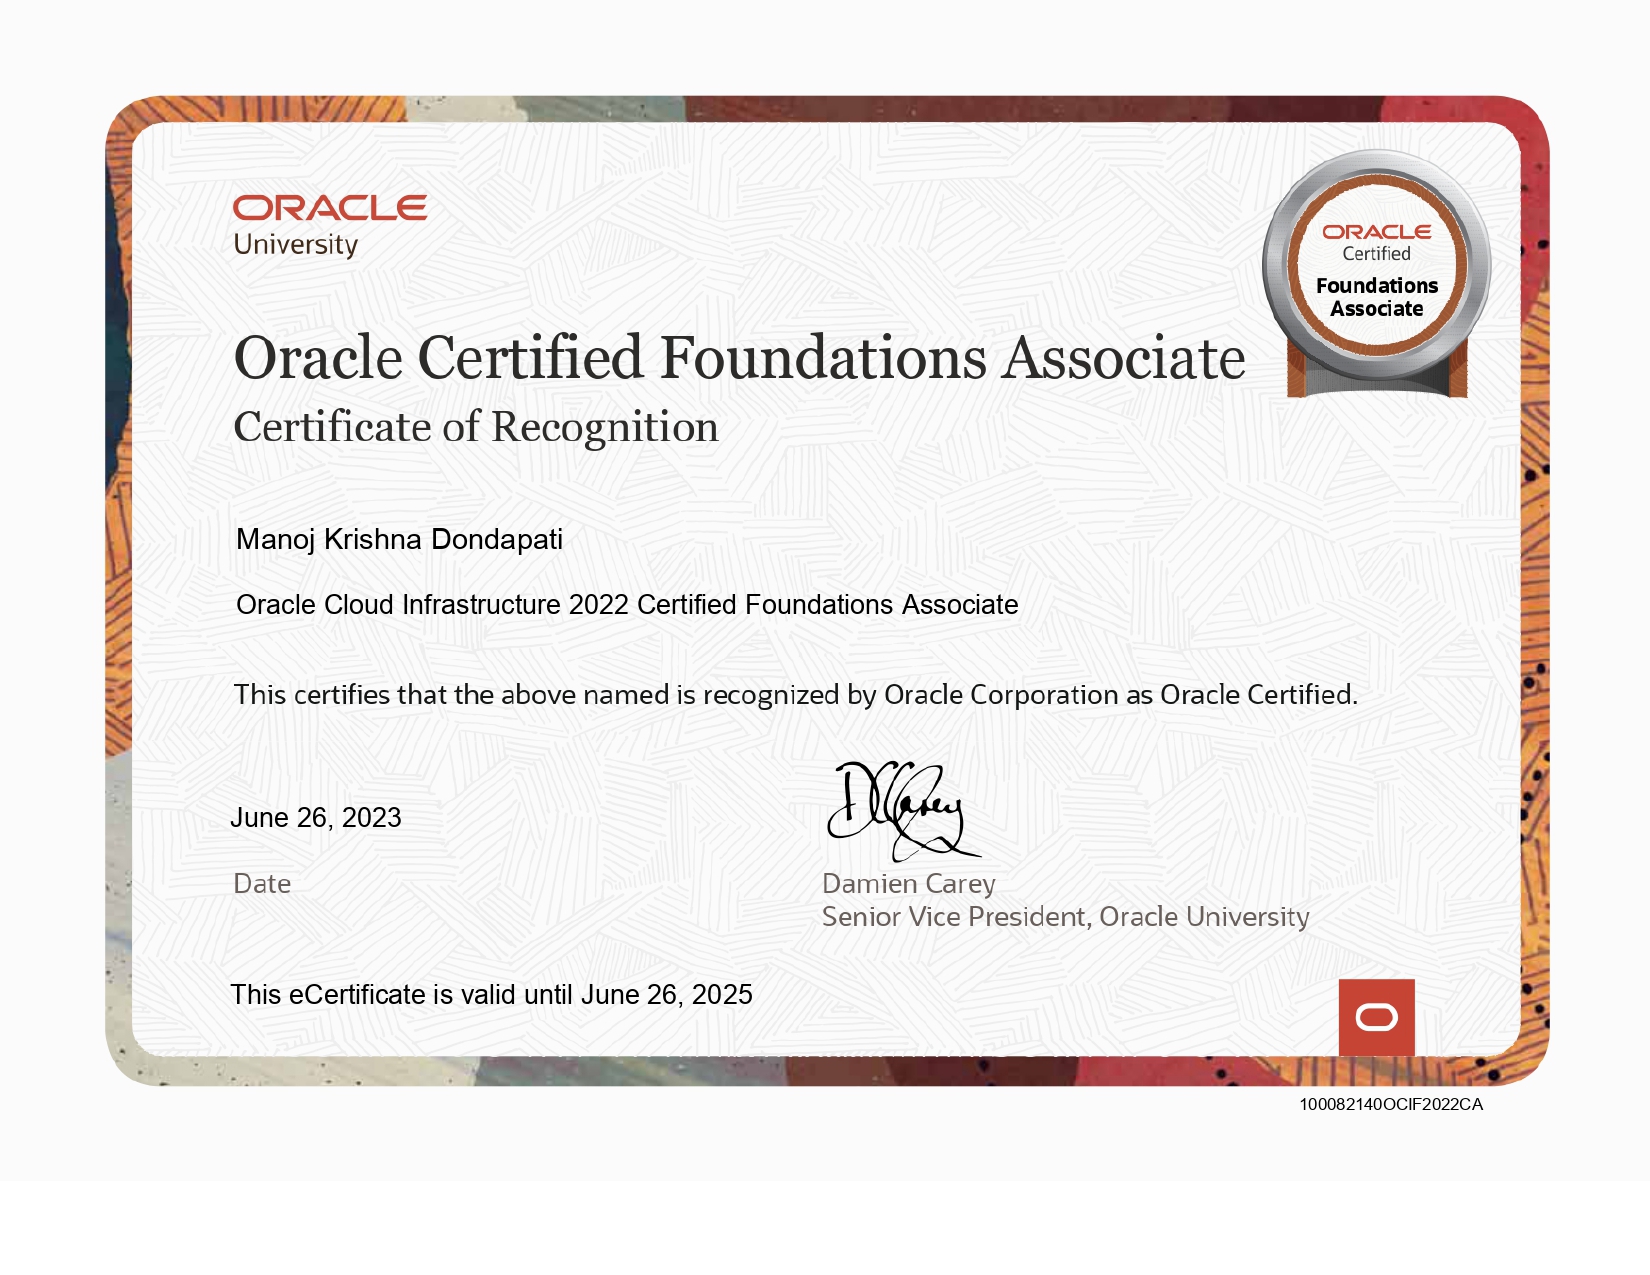 ORACLE
University
ORACLE
Certified
Foundations
Associate
Oracle Certified Foundations Associate
Certificate of Recognition
Manoj Krishna Dondapati
Oracle Cloud Infrastructure 2022 Certified Foundations Associate
This certifies that the above named is recognized by Oracle Corporation as Oracle Certified.
DCarey
June 26, 2023
Date
Damien Carey
Senior Vice President, Oracle University
This eCertificate is valid until June 26, 2025
100082140OCIF2022CA